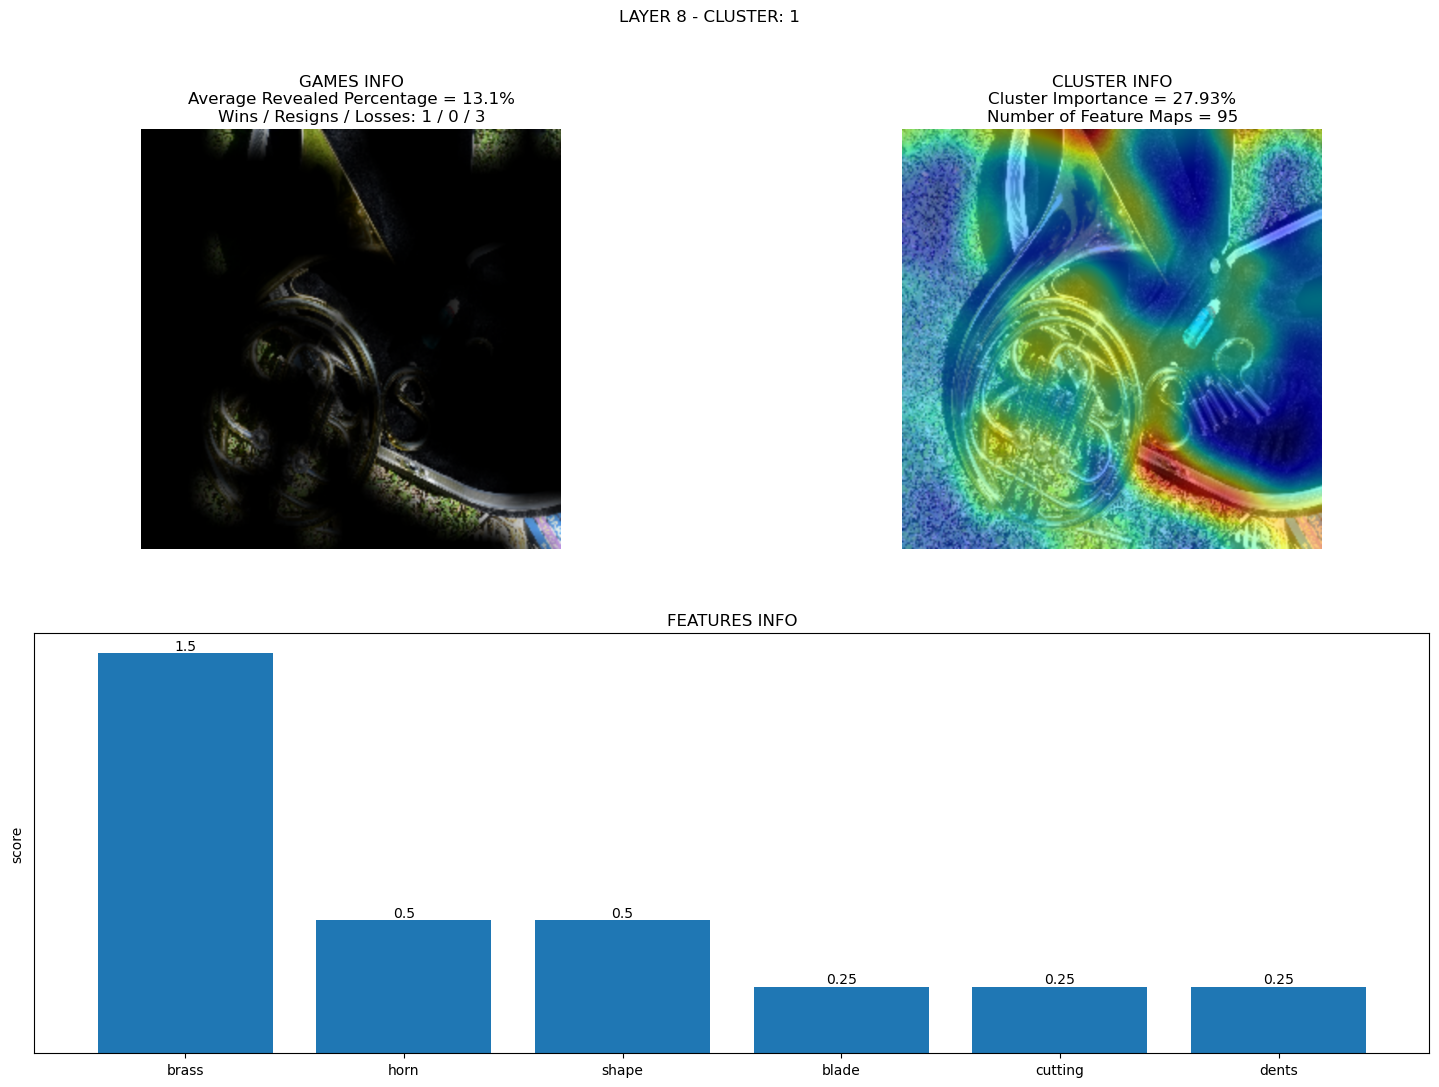 LAYER 8 - CLUSTER: 1
GAMES INFO
Average Revealed Percentage = 13.1%
Wins / Resigns / Losses: 1 / 0 / 3
CLUSTER INFO
Cluster Importance = 27.93%
Number of Feature Maps = 95
FEATURES INFO
score
1.5
0.5
0.5
0.25
0.25
0.25
brass
horn
shape
blade
cutting
dents